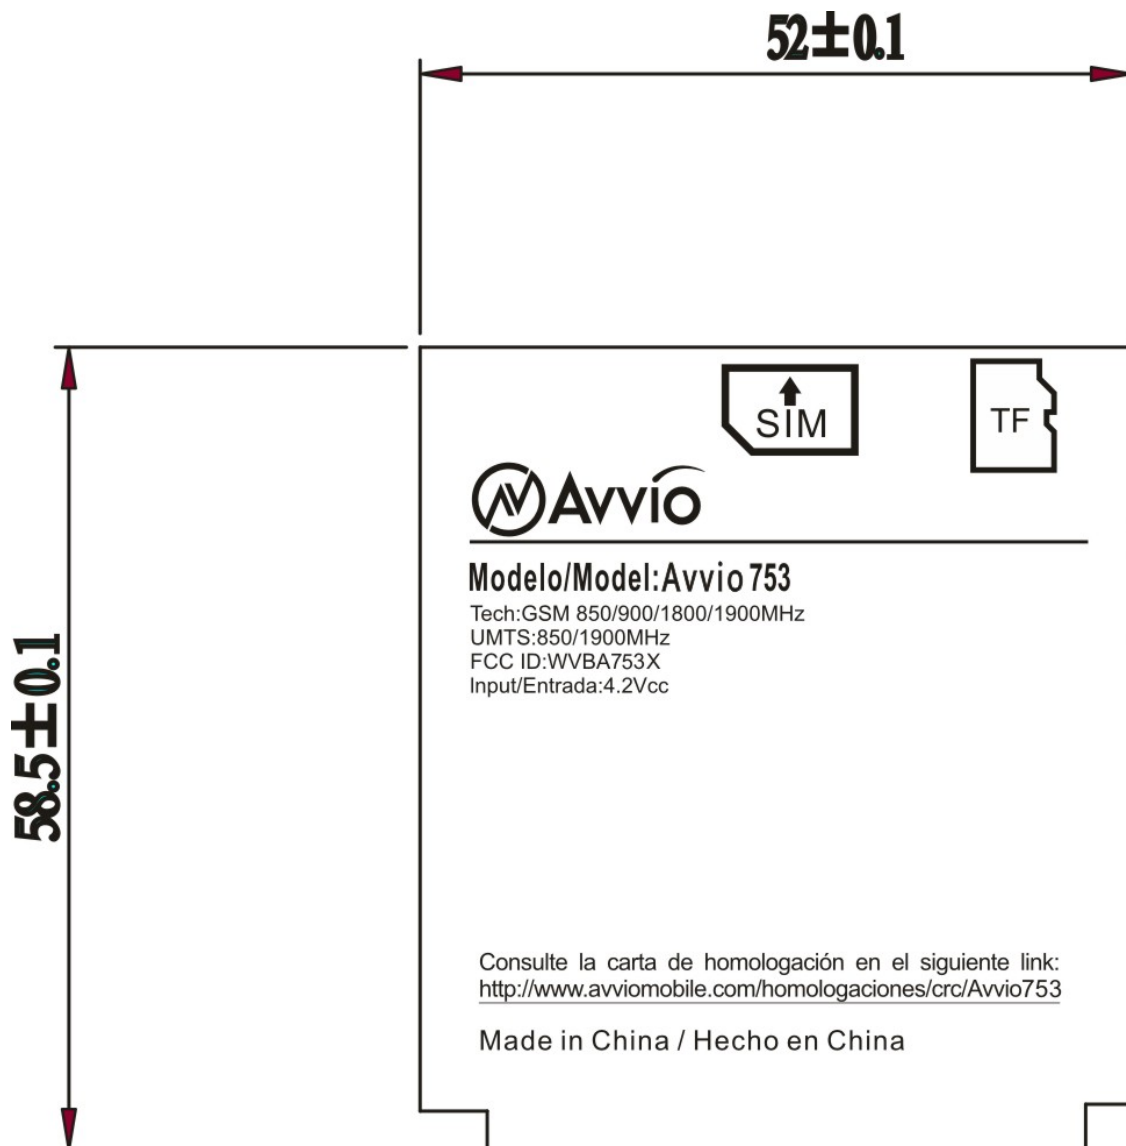 52±0.1
SIM
TF
Avvio
Modelo/Model:Avvio 753
Tech:GSM 850/900/1800/1900MHz
UMTS:850/1900MHz
FCC ID:WVBA753X
Input/Entrada:4.2Vcc
58.5±0.1
Consulte la carta de homologación en el siguiente link:
http://www.avviomobile.com/homologaciones/crc/Avvio753
Made in China / Hecho en China